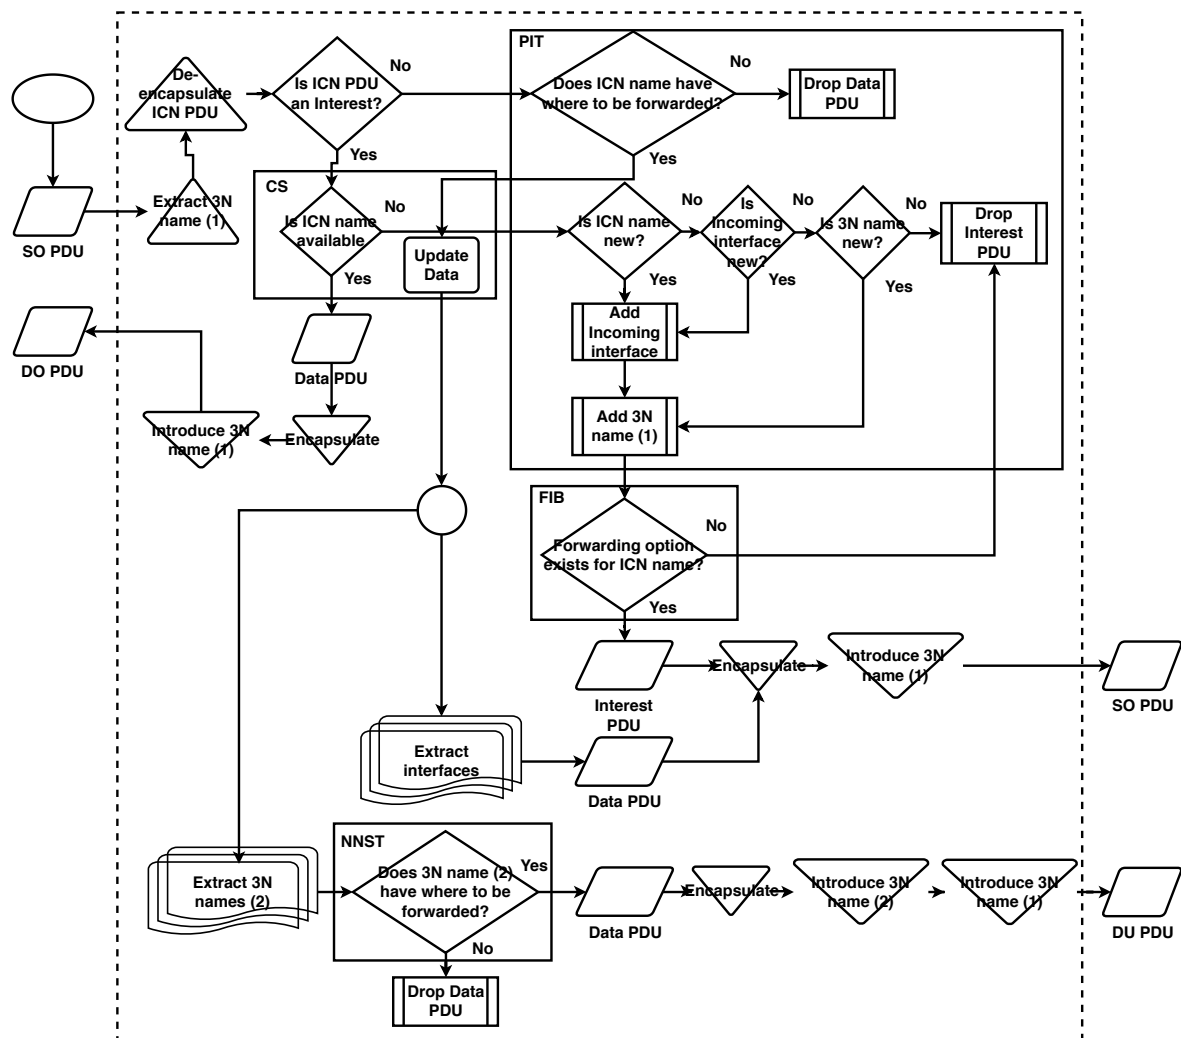 PIT
De-
encapsulate
ICN PDU
Is ICN PDU
an Interest?
No
Yes
Does ICN name have
where to be forwarded?
No
Yes
Drop Data
PDU
SO PDU
Extract 3N
name (1)
CS
Is ICN name
available
No
Yes
Update
Data
Is ICN name
new?
No
Yes
Is
Incoming
interface
new?
No
Yes
Is 3N name
new?
No
Yes
Drop
Interest
PDU
Add
Incoming
interface
DO PDU
Data PDU
Introduce 3N
name (1)
Encapsulate
Add 3N
name (1)
FIB
Forwarding option
exists for ICN name?
No
Yes
Interest
PDU
Encapsulate
Introduce 3N
name (1)
SO PDU
Extract
interfaces
Data PDU
Extract 3N
names (2)
NNST
Does 3N name (2)
have where to be
forwarded?
Yes
No
Data PDU
Encapsulate
Introduce 3N
name (2)
Introduce 3N
name (1)
DU PDU
Drop Data
PDU